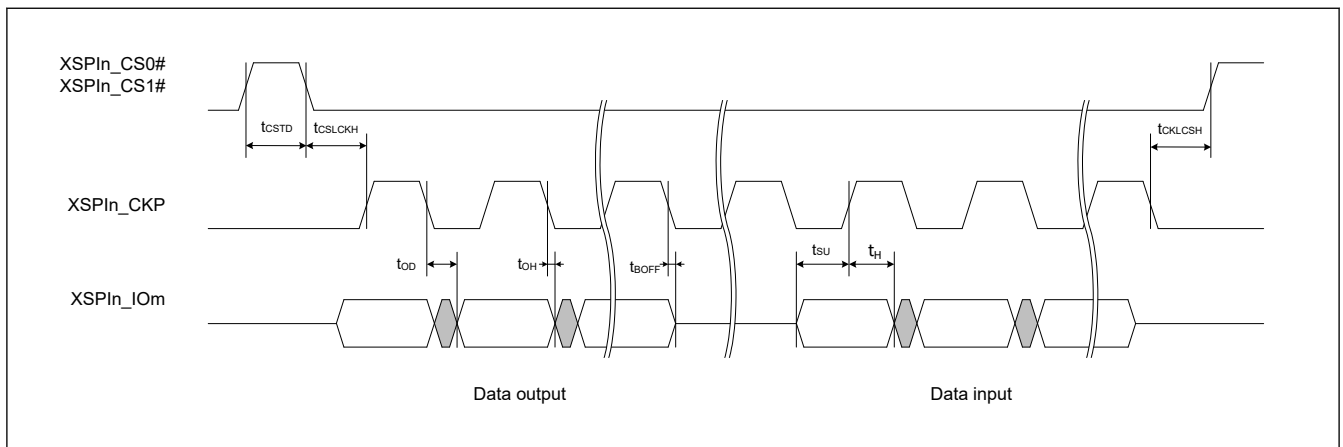 XSPIn_CS0#
XSPIn_CS1#
tCSTD
tCSLCKH
tCKLCSH
XSPIn_CKP
tOD
tOH
tBOFF
tSU
tH
XSPIn_IOm
Data output
Data input